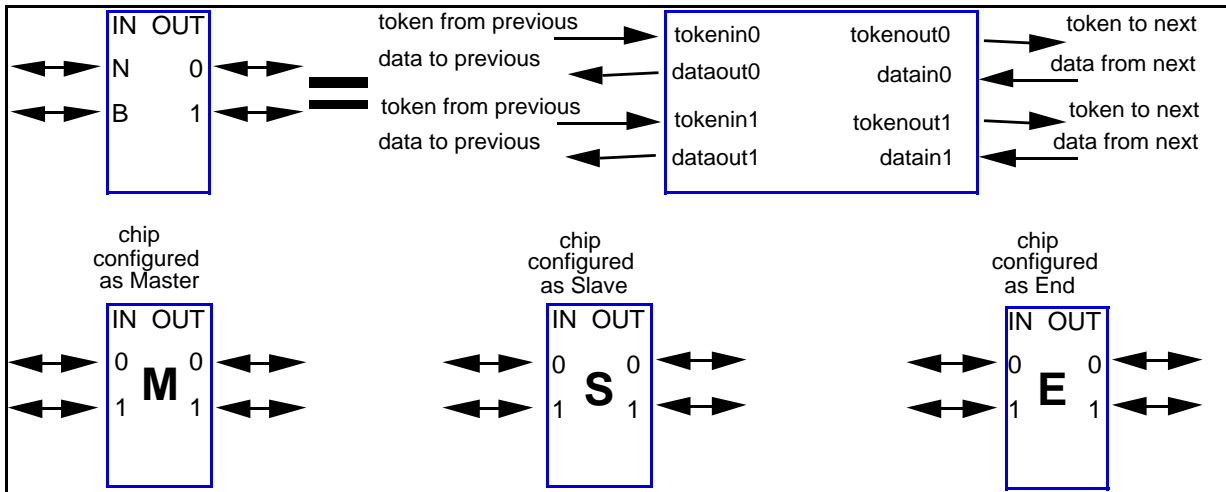 IN OUT
N 0
B 1
token from previous
data to previous
token from previous
data to previous
tokenin0 tokenout0
dataout0 datain0
tokenin1 tokenout1
dataout1 datain1
token to next
data from next
token to next
data from next
chip
configured
as Master
IN OUT
0 M 0
1 1
chip
configured
as Slave
IN OUT
0 S 0
1 1
chip
configured
as End
IN OUT
0 E 0
1 1